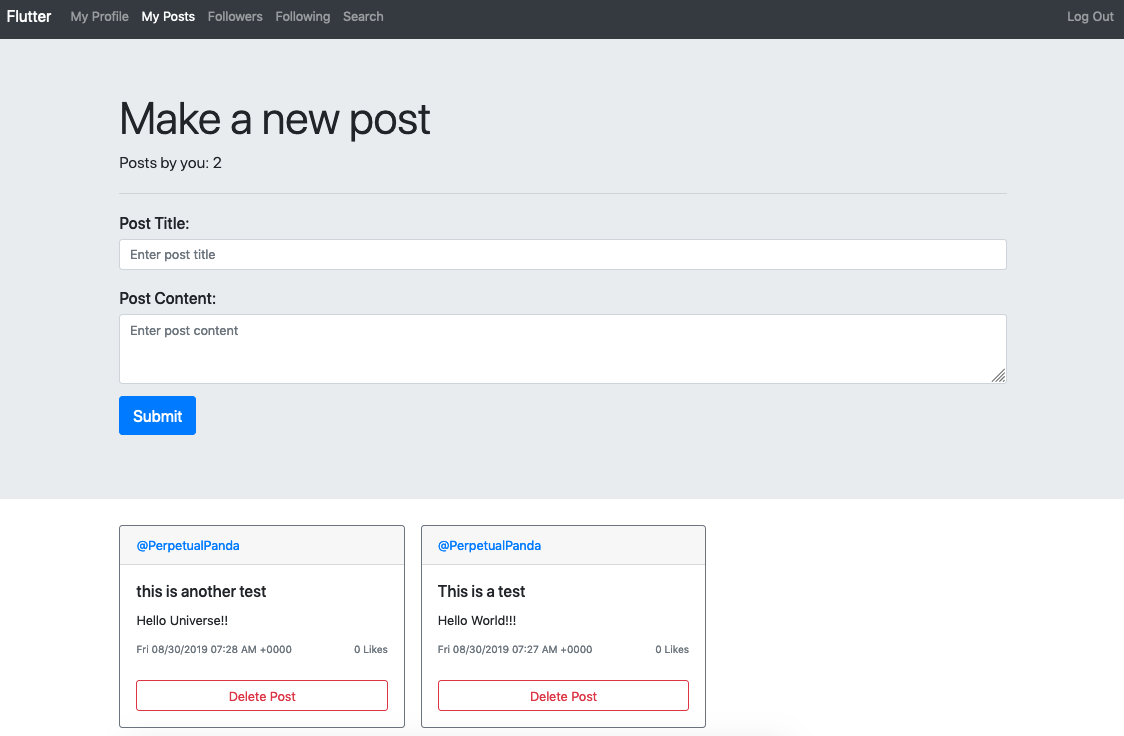 Flutter My Profile My Posts Followers Following Search Log Out
Make a new post
Posts by you: 2
Post Title:
Enter post title
Post Content:
Enter post content
Submit
@PerpetualPanda
this is another test
Hello Universe!!
Fri 08/30/2019 07:28 AM +0000 0 Likes
Delete Post
@PerpetualPanda
This is a test
Hello World!!!
Fri 08/30/2019 07:27 AM +0000 0 Likes
Delete Post